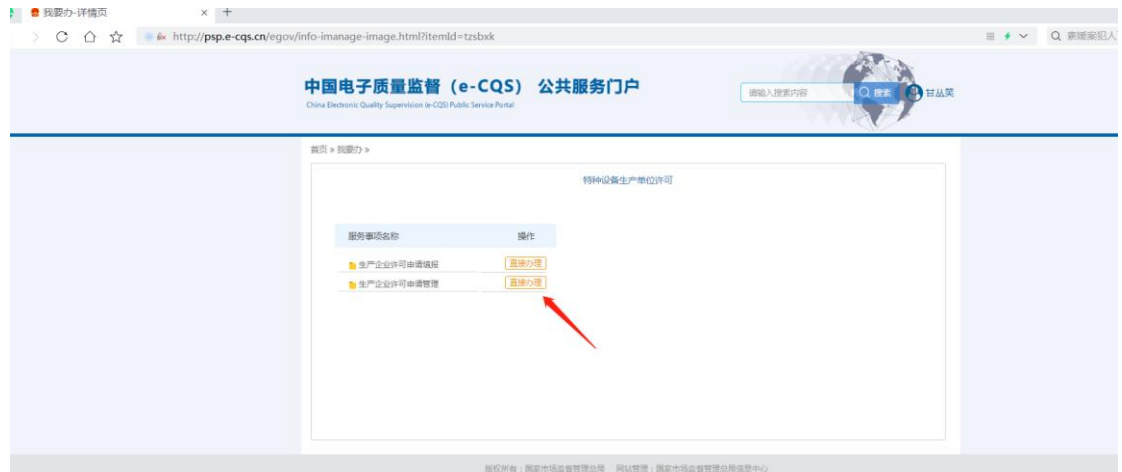 我要办-详情页
http://psp.e-cqs.cn/egov/info-imanage-image.html?itemId=tzsbxk
中国电子质量监督（e-CQS） 公共服务门户
China Electronic Quality Supervision (e-CQS) Public Service Portal
请输入搜索内容 搜索 甘丛笑
首页 » 我要办 »
特种设备生产单位许可
服务事项名称 操作
生产企业许可申请填报 直接办理
生产企业许可申请管理 直接办理
版权所有：国家市场监督管理总局 网站管理：国家市场监督管理总局信息中心